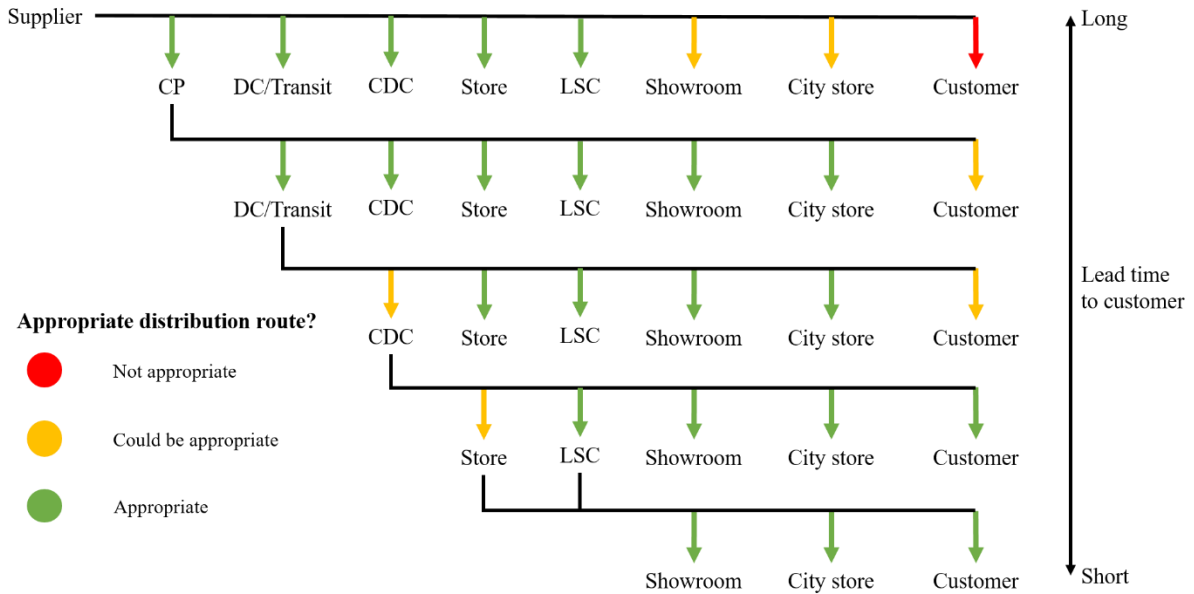 Supplier
Long
CP DC/Transit CDC Store LSC Showroom City store Customer
DC/Transit CDC Store LSC Showroom City store Customer
Lead time
to customer
Appropriate distribution route?
CDC Store LSC Showroom City store Customer
Not appropriate
Could be appropriate
Store LSC Showroom City store Customer
Appropriate
Showroom City store Customer
Short